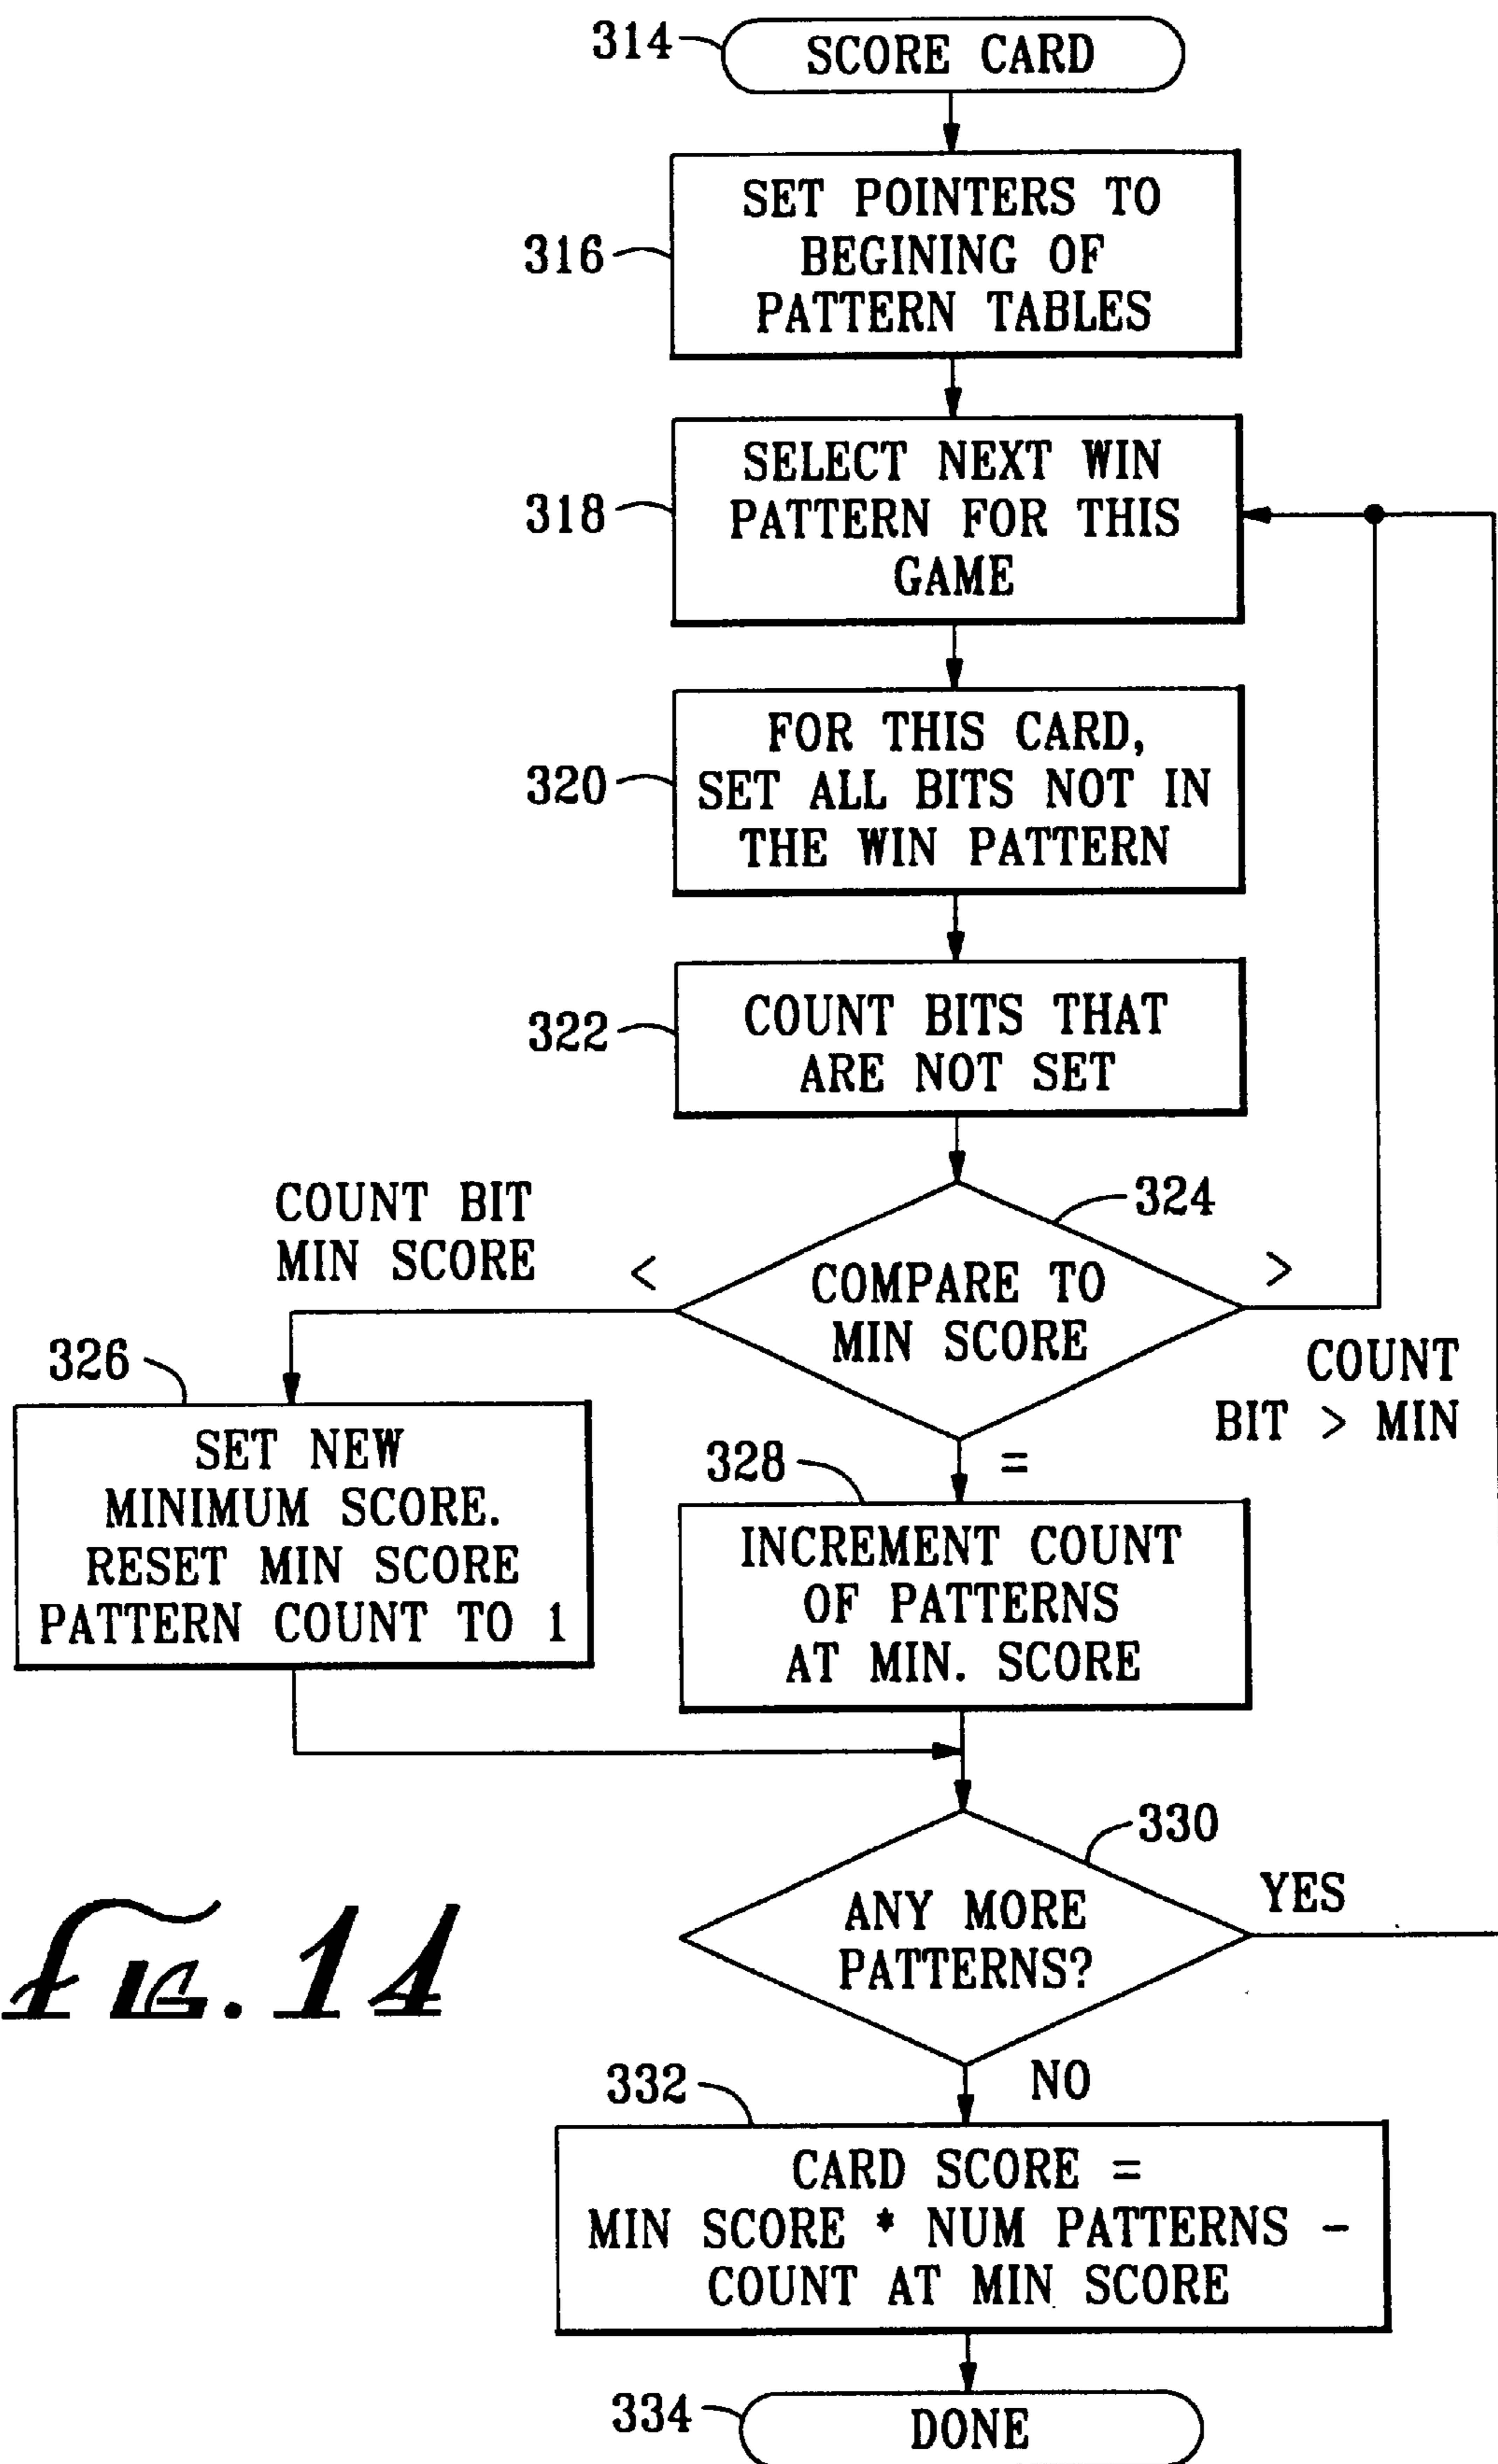 314
SCORE CARD
316
SET POINTERS TO
BEGINING OF
PATTERN TABLES
318
SELECT NEXT WIN
PATTERN FOR THIS
GAME
320
FOR THIS CARD,
SET ALL BITS NOT IN
THE WIN PATTERN
322
COUNT BITS THAT
ARE NOT SET
324
COUNT BIT
MIN SCORE
<
COMPARE TO
MIN SCORE
>
COUNT
BIT > MIN
326
SET NEW
MINIMUM SCORE.
RESET MIN SCORE
PATTERN COUNT TO 1
328
=
INCREMENT COUNT
OF PATTERNS
AT MIN. SCORE
330
ANY MORE
PATTERNS?
YES
FIG. 14
NO
332
CARD SCORE =
MIN SCORE * NUM PATTERNS -
COUNT AT MIN SCORE
334
DONE